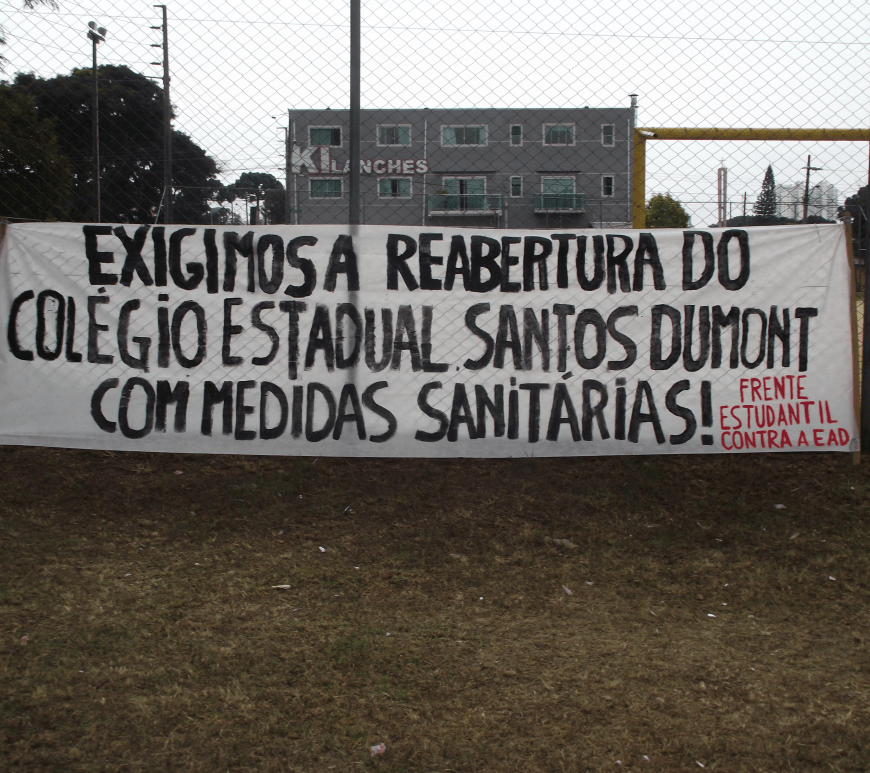 KI LANCHES
EXIGIMOS A REABERTURA DO
COLÉGIO ESTADUAL SANTOS DUMONT
COM MEDIDAS SANITÁRIAS!
FRENTE
ESTUDANTIL
CONTRA A EAD